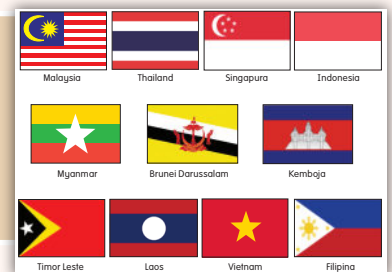 Malaysia Thailand Singapura Indonesia
Myanmar Brunei Darussalam Kemboja
Timor Leste Laos Vietnam Filipina